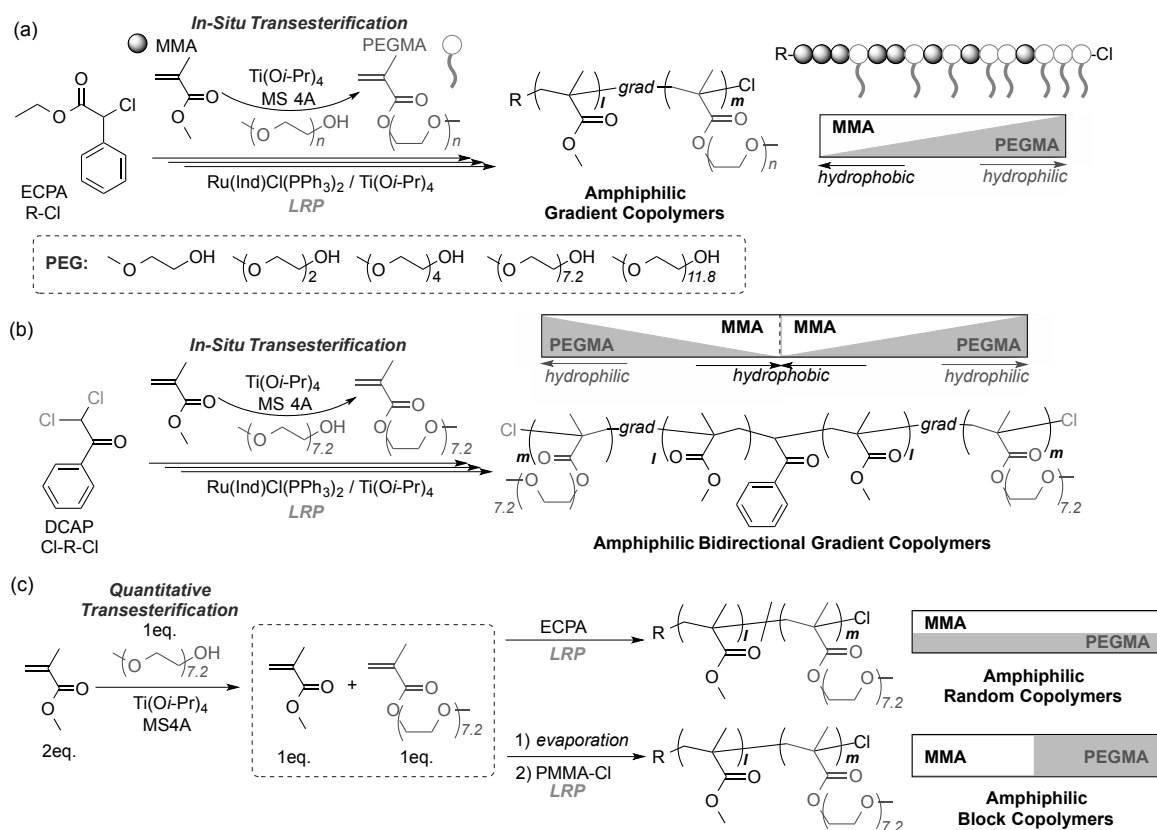 (a)
In-Situ Transesterification
MMA
PEGMA
Ti(Oi-Pr)4
MS 4A
Ru(Ind)Cl(PPh3)2 / Ti(Oi-Pr)4
LRP
ECPA
R-Cl
R
l
grad
m
Cl
n
Amphiphilic
Gradient Copolymers
R-
-Cl
MMA
PEGMA
hydrophobic
hydrophilic
PEG:
O
OH
2
4
7.2
11.8
(b)
In-Situ Transesterification
Ti(Oi-Pr)4
MS 4A
7.2
Ru(Ind)Cl(PPh3)2 / Ti(Oi-Pr)4
LRP
DCAP
Cl-R-Cl
MMA
MMA
PEGMA
PEGMA
hydrophilic
hydrophobic
hydrophilic
Cl
m
grad
l
l
grad
m
Cl
7.2
7.2
Amphiphilic Bidirectional Gradient Copolymers
(c)
Quantitative
Transesterification
1eq.
7.2
Ti(Oi-Pr)4
MS4A
2eq.
+
1eq.
1eq.
7.2
ECPA
LRP
R
l
m
Cl
7.2
MMA
PEGMA
Amphiphilic
Random Copolymers
1) evaporation
2) PMMA-Cl
LRP
R
l
m
Cl
7.2
MMA
PEGMA
Amphiphilic
Block Copolymers